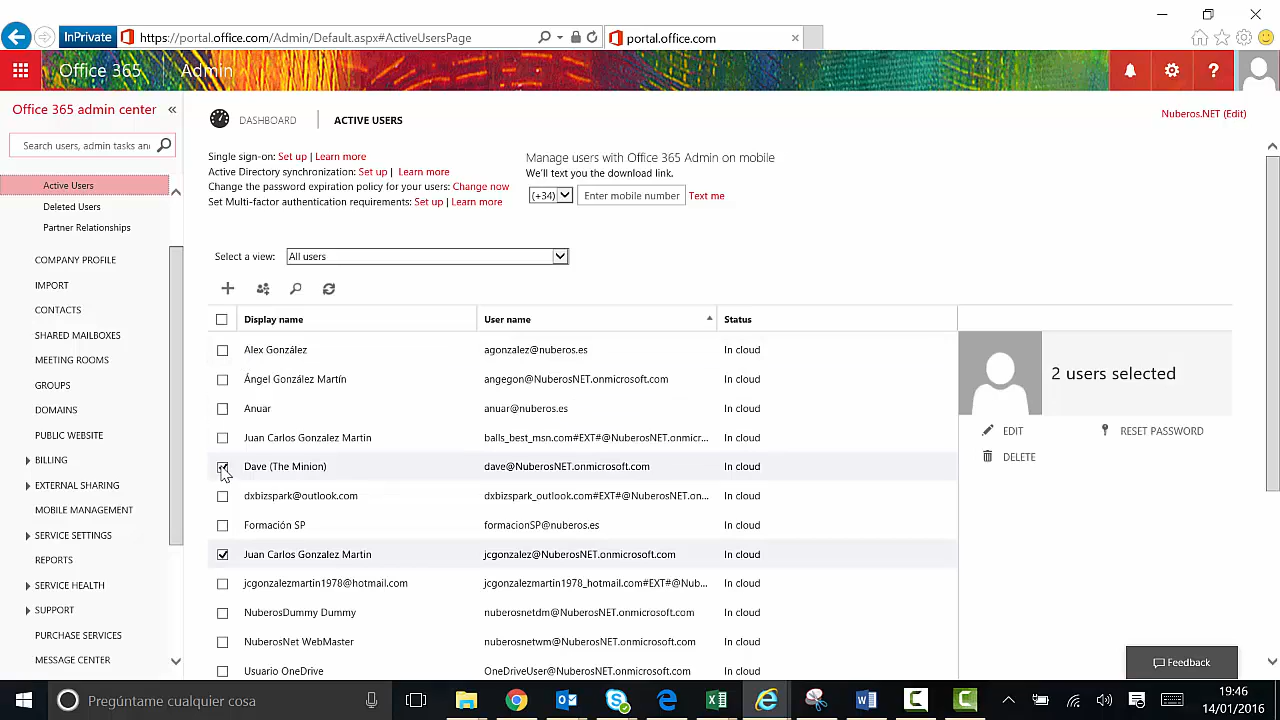 InPrivate
https://portal.office.com/Admin/Default.aspx#ActiveUsersPage
portal.office.com
Office 365
Admin
?
Office 365 admin center «
Search users, admin tasks and
Active Users
Deleted Users
Partner Relationships
COMPANY PROFILE
IMPORT
CONTACTS
SHARED MAILBOXES
MEETING ROOMS
GROUPS
DOMAINS
PUBLIC WEBSITE
BILLING
EXTERNAL SHARING
MOBILE MANAGEMENT
SERVICE SETTINGS
REPORTS
SERVICE HEALTH
SUPPORT
PURCHASE SERVICES
MESSAGE CENTER
DASHBOARD
ACTIVE USERS
Nuberos.NET (Edit)
Single sign-on: Set up | Learn more
Active Directory synchronization: Set up | Learn more
Change the password expiration policy for your users: Change now
Set Multi-factor authentication requirements: Set up | Learn more
Manage users with Office 365 Admin on mobile
We'll text you the download link.
(+34) Enter mobile number Text me
Select a view: All users
Display name User name Status
Alex González agonzalez@nuberos.es In cloud
Ángel González Martín angegon@NuberosNET.onmicrosoft.com In cloud
Anuar anuar@nuberos.es In cloud
Juan Carlos Gonzalez Martin balls_best_msn.com#EXT#@NuberosNET.onmicr... In cloud
Dave (The Minion) dave@NuberosNET.onmicrosoft.com In cloud
dxbizspark@outlook.com dxbizspark_outlook.com#EXT#@NuberosNET.on... In cloud
Formación SP formacionSP@nuberos.es In cloud
Juan Carlos Gonzalez Martin jcgonzalez@NuberosNET.onmicrosoft.com In cloud
jcgonzalezmartin1978@hotmail.com jcgonzalezmartin1978_hotmail.com#EXT#@Nub... In cloud
NuberosDummy Dummy nuberosnetdm@NuberosNET.onmicrosoft.com In cloud
NuberosNet WebMaster nuberosnetwm@NuberosNET.onmicrosoft.com In cloud
Usuario OneDrive OneDriveUser@NuberosNET.onmicrosoft.com In cloud
2 users selected
EDIT
RESET PASSWORD
DELETE
Feedback
Pregúntame cualquier cosa
19:46
14/01/2016